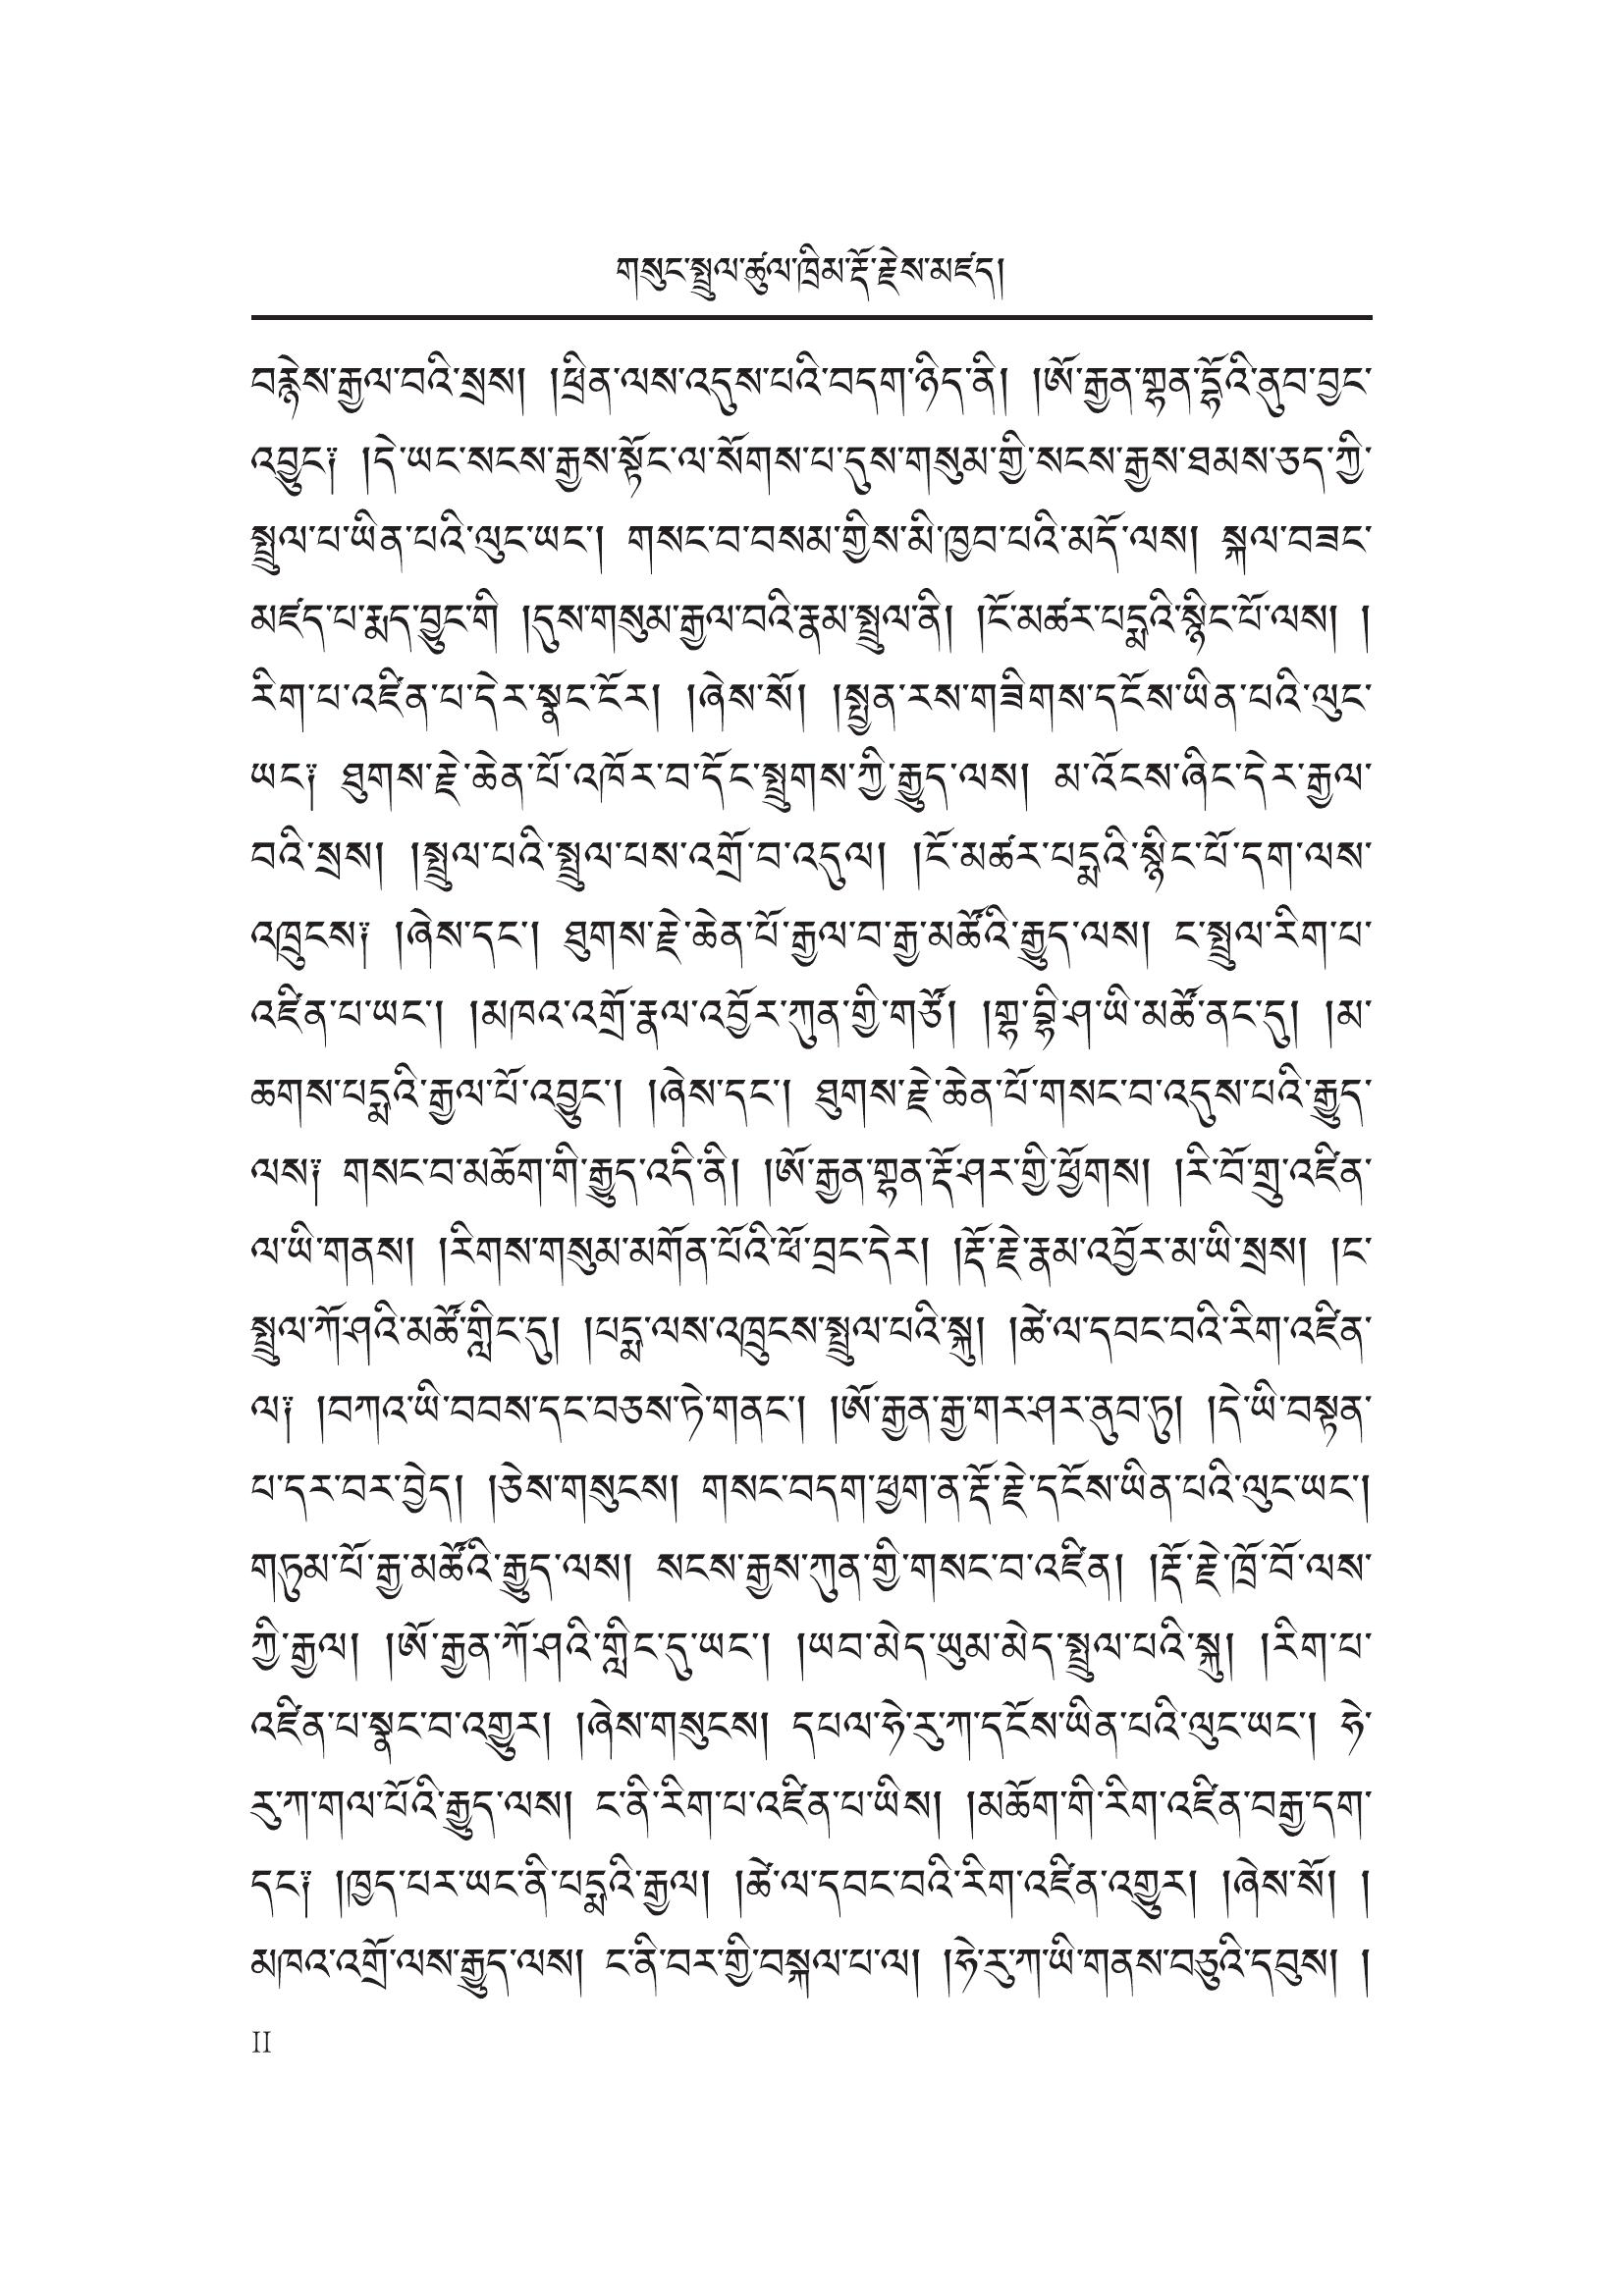 གསུང་སྤྲུལ་ཚུལ་ཁྲིམ་རྡོ་རྗེས་མཛད།
བརྙེས་རྒྱལ་བའི་སྲས། །ཕྲིན་ལས་འདུས་པའི་བདག་ཉིད་ནི། །ཨོ་རྒྱན་གྷན་དྷོའི་ནུབ་བྱང་
འབྱུང་༔ །དེ་ཡང་སངས་རྒྱས་སྟོང་ལ་སོགས་པ་དུས་གསུམ་གྱི་སངས་རྒྱས་ཐམས་ཅད་ཀྱི་
སྤྲུལ་པ་ཡིན་པའི་ལུང་ཡང་། གསང་བ་བསམ་གྱིས་མི་ཁྱབ་པའི་མདོ་ལས། སྐལ་བཟང་
མཛད་པ་རྨད་བྱུང་གི །དུས་གསུམ་རྒྱལ་བའི་རྣམ་སྤྲུལ་ནི། །ངོ་མཚར་པདྨའི་སྙིང་པོ་ལས། །
རིག་པ་འཛིན་པ་དེར་སྣང་ངོར། །ཞེས་སོ། །སྤྱན་རས་གཟིགས་དངོས་ཡིན་པའི་ལུང་
ཡང༔ ཐུགས་རྗེ་ཆེན་པོ་འཁོར་བ་དོང་སྤྲུགས་ཀྱི་རྒྱུད་ལས། མ་འོངས་ཞིང་དེར་རྒྱལ་
བའི་སྲས། །སྤྲུལ་པའི་སྤྲུལ་པས་འགྲོ་བ་འདུལ། །ངོ་མཚར་པདྨའི་སྙིང་པོ་དག་ལས་
འཁྲུངས༔ །ཞེས་དང་། ཐུགས་རྗེ་ཆེན་པོ་རྒྱལ་བ་རྒྱ་མཚོའི་རྒྱུད་ལས། ང་སྤྲུལ་རིག་པ་
འཛིན་པ་ཡང་། །མཁའ་འགྲོ་རྣལ་འབྱོར་ཀུན་གྱི་གཙོ། །གྷ་བྷི་ཤ་ཡི་མཚོ་ནང་དུ། །མ་
ཆགས་པདྨའི་རྒྱལ་པོ་འབྱུང་། །ཞེས་དང་། ཐུགས་རྗེ་ཆེན་པོ་གསང་བ་འདུས་པའི་རྒྱུད་
ལས༔ གསང་བ་མཆོག་གི་རྒྱུད་འདི་ནི། །ཨོ་རྒྱན་གྷན་རྡོ་ཤར་གྱི་ཕྱོགས། །རི་བོ་གྲུ་འཛིན་
ལ་ཡི་གནས། །རིགས་གསུམ་མགོན་པོའི་ཕོ་བྲང་དེར། །རྡོ་རྗེ་རྣམ་འབྱོར་མ་ཡི་སྲས། །ང་
སྤྲུལ་ཀོ་ཤའི་མཚོ་གླིང་དུ། །པདྨ་ལས་འཁྲུངས་སྤྲུལ་པའི་སྐུ། །ཚེ་ལ་དབང་བའི་རིག་འཛིན་
ལ༔ །བཀའ་ཡི་བབས་དང་བཅས་ཏེ་གནང་། །ཨོ་རྒྱན་རྒྱ་གར་ཤར་ནུབ་ཏུ། །དེ་ཡི་བསྟན་
པ་དར་བར་བྱེད། །ཅེས་གསུངས། གསང་བདག་ཕྱག་ན་རྡོ་རྗེ་དངོས་ཡིན་པའི་ལུང་ཡང་།
གཏུམ་པོ་རྒྱ་མཚོའི་རྒྱུད་ལས། སངས་རྒྱས་ཀུན་གྱི་གསང་བ་འཛིན། །རྡོ་རྗེ་ཁྲོ་བོ་ལས་
ཀྱི་རྒྱལ། །ཨོ་རྒྱན་ཀོ་ཤའི་གླིང་དུ་ཡང་། །ཡབ་མེད་ཡུམ་མེད་སྤྲུལ་པའི་སྐུ། །རིག་པ་
འཛིན་པ་སྣང་བ་འགྱུར། །ཞེས་གསུངས། དཔལ་ཧེ་རུ་ཀ་དངོས་ཡིན་པའི་ལུང་ཡང་། ཧེ་
རུ་ཀ་གལ་པོའི་རྒྱུད་ལས། ང་ནི་རིག་པ་འཛིན་པ་ཡིས། །མཆོག་གི་རིག་འཛིན་བརྒྱ་དག་
དང༔ །ཁྱད་པར་ཡང་ནི་པདྨའི་རྒྱལ། །ཚེ་ལ་དབང་བའི་རིག་འཛིན་འགྱུར། །ཞེས་སོ། །
མཁའ་འགྲོ་ལས་རྒྱུད་ལས། ང་ནི་བར་གྱི་བསྐལ་པ་ལ། །ཧེ་རུ་ཀ་ཡི་གནས་བཅུའི་དབུས། །
II